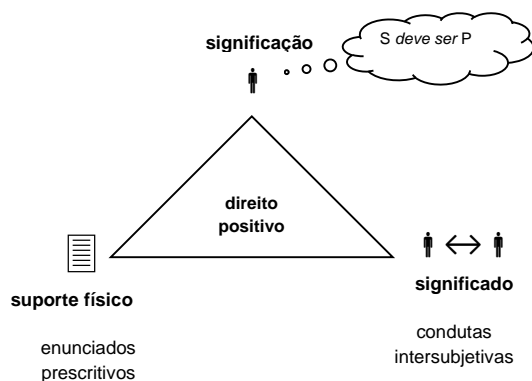 significação
S deve ser P
direito
positivo
suporte físico
enunciados
prescritivos
significado
condutas
intersubjetivas